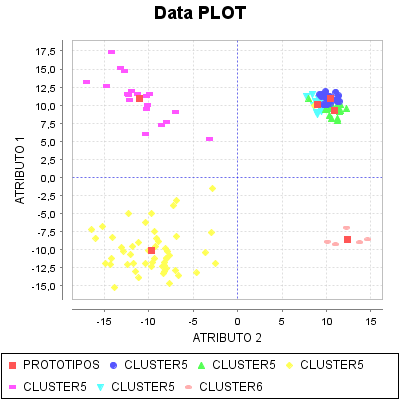 Data PLOT
ATRIBUTO 1
17,5
15,0
12,5
10,0
7,5
5,0
2,5
0,0
-2,5
-5,0
-7,5
-10,0
-12,5
-15,0
-15 -10 -5 0 5 10 15
ATRIBUTO 2
PROTOTIPOS CLUSTER5 CLUSTER5 CLUSTER5
CLUSTER5 CLUSTER5 CLUSTER6